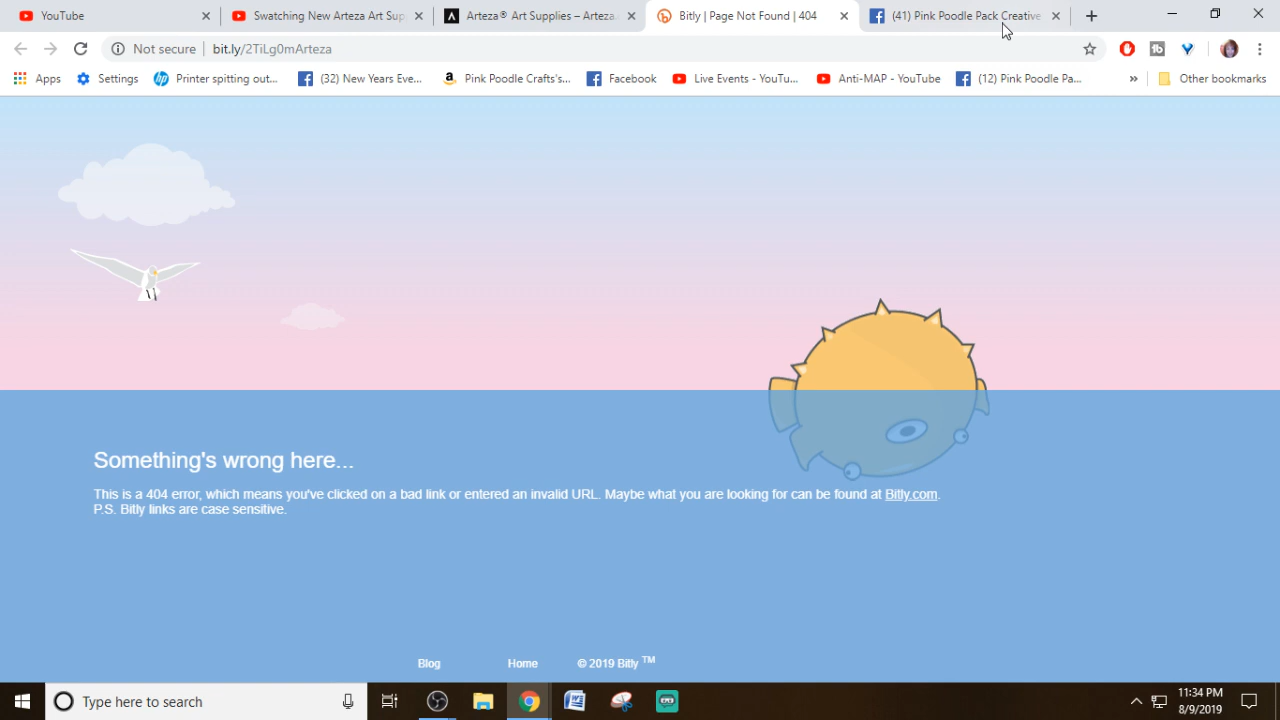 YouTube
Swatching New Arteza Art Sup
Arteza® Art Supplies – Arteza
Bitly | Page Not Found | 404
(41) Pink Poodle Pack Creative
Not secure
bit.ly/2TiLg0mArteza
Apps
Settings
Printer spitting out...
(32) New Years Eve...
Pink Poodle Crafts's...
Facebook
Live Events - YouTu...
Anti-MAP - YouTube
(12) Pink Poodle Pa...
Other bookmarks
Something's wrong here...
This is a 404 error, which means you've clicked on a bad link or entered an invalid URL. Maybe what you are looking for can be found at Bitly.com.
P.S. Bitly links are case sensitive.
Blog
Home
© 2019 Bitly TM
Type here to search
11:34 PM
8/9/2019